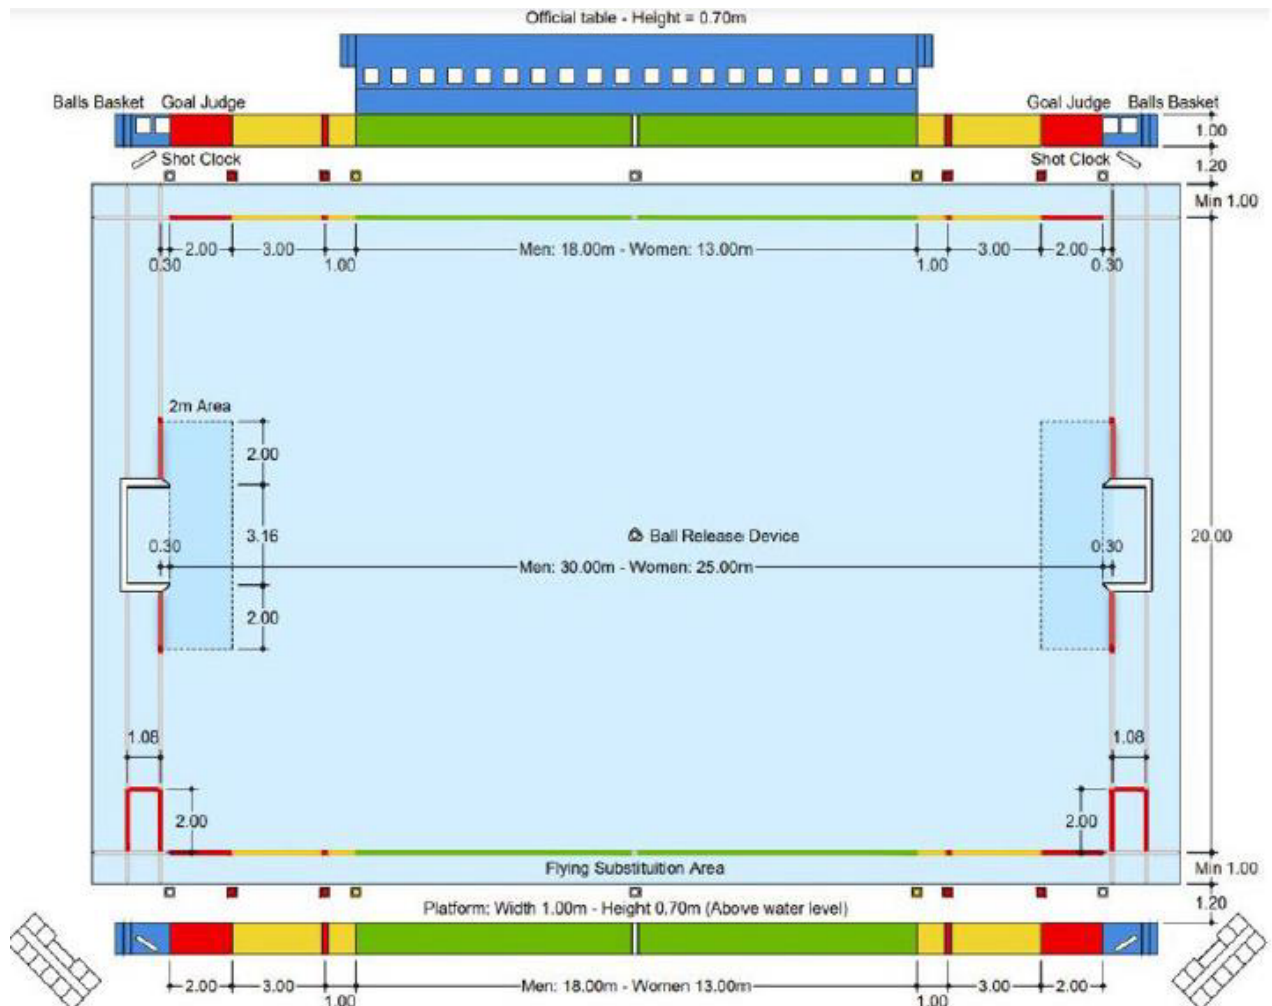 Official table - Height = 0.70m
Balls Basket Goal Judge Goal Judge Balls Basket
1.00
Shot Clock Shot Clock
1.20
Min 1.00
2.00 3.00 Men: 18.00m - Women: 13.00m 3.00 2.00
0.30 1.00 1.00 0.30
2m Area
2.00
3.16 Ball Release Device 20.00
0.30 0.30
Men: 30.00m - Women: 25.00m
2.00
1.08 1.08
2.00 2.00
Flying Substituition Area Min 1.00
Platform: Width 1.00m - Height 0.70m (Above water level) 1.20
2.00 3.00 Men: 18.00m - Women 13.00m 3.00 2.00
1.00 1.00